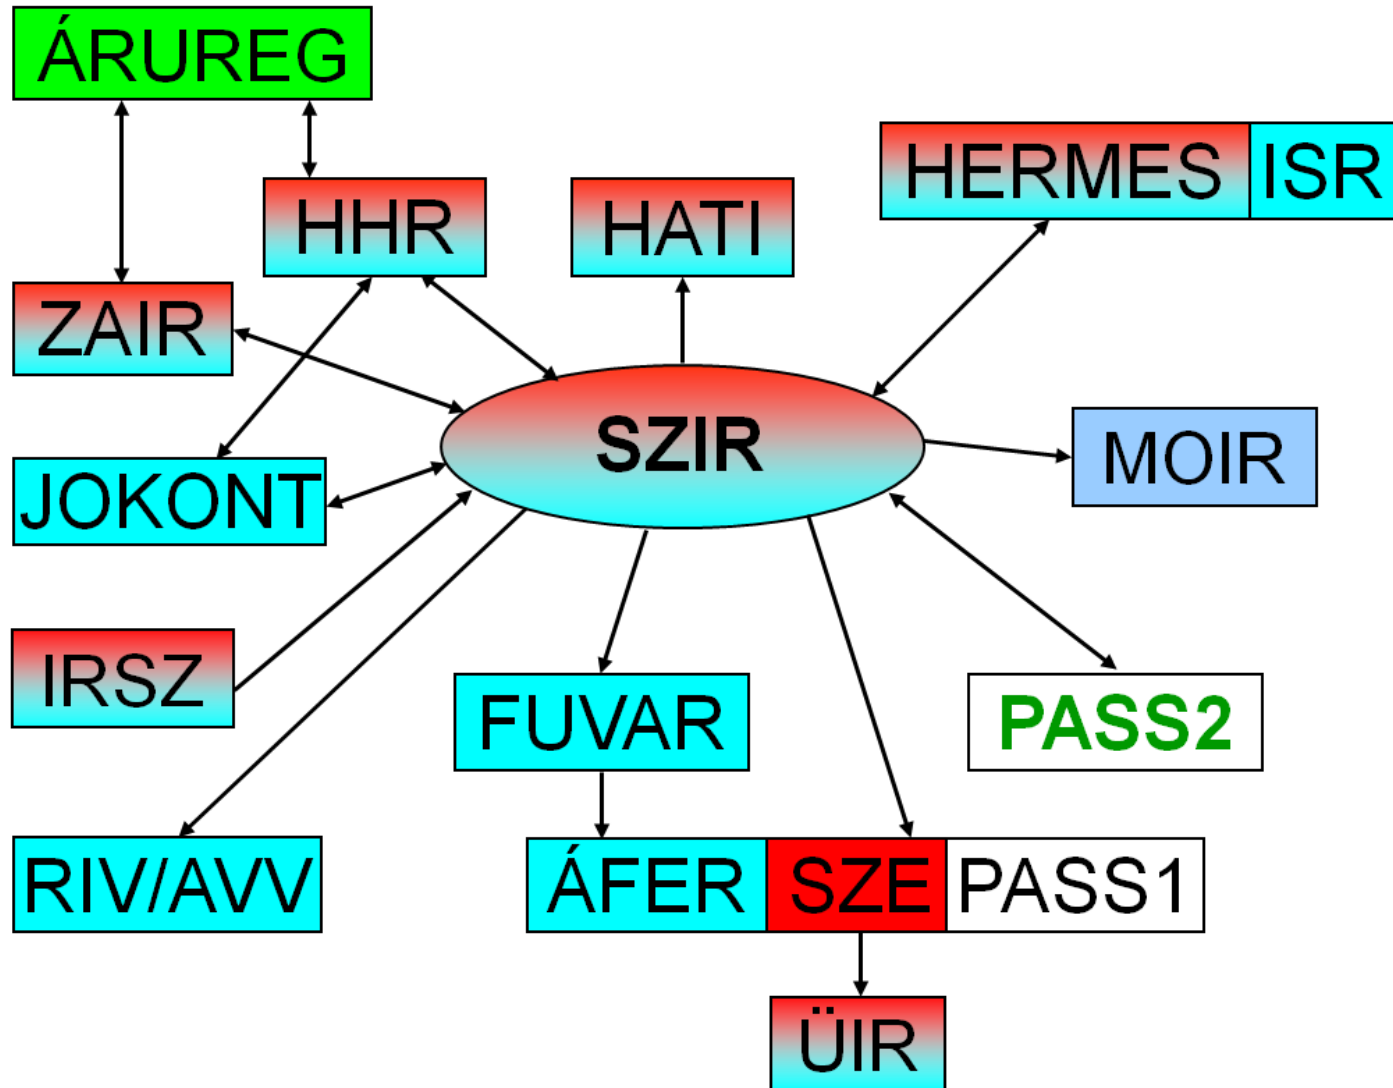 ÁRUREG
HERMES ISR
HHR
HATI
ZAIR
SZIR
MOIR
JOKONT
IRSZ
FUVAR
PASS2
RIV/AVV
ÁFER SZE PASS1
ÜIR